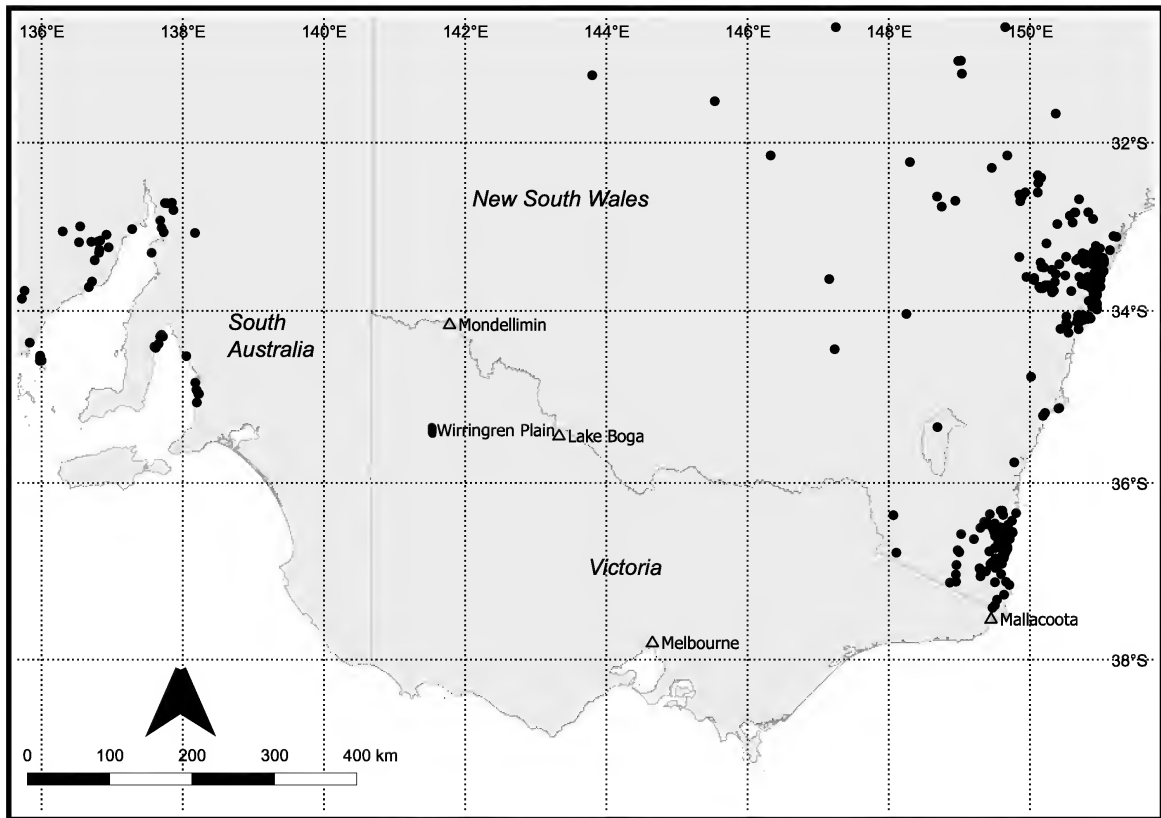 136°E 138°E 140°E 142°E 144°E 146°E 148°E 150°E
32°S
New South Wales
34°S
South
Australia
Mondellimin
Wirringren Plain
Lake Boga
36°S
Victoria
Mallacoota
Melbourne
38°S
0 100 200 300 400 km